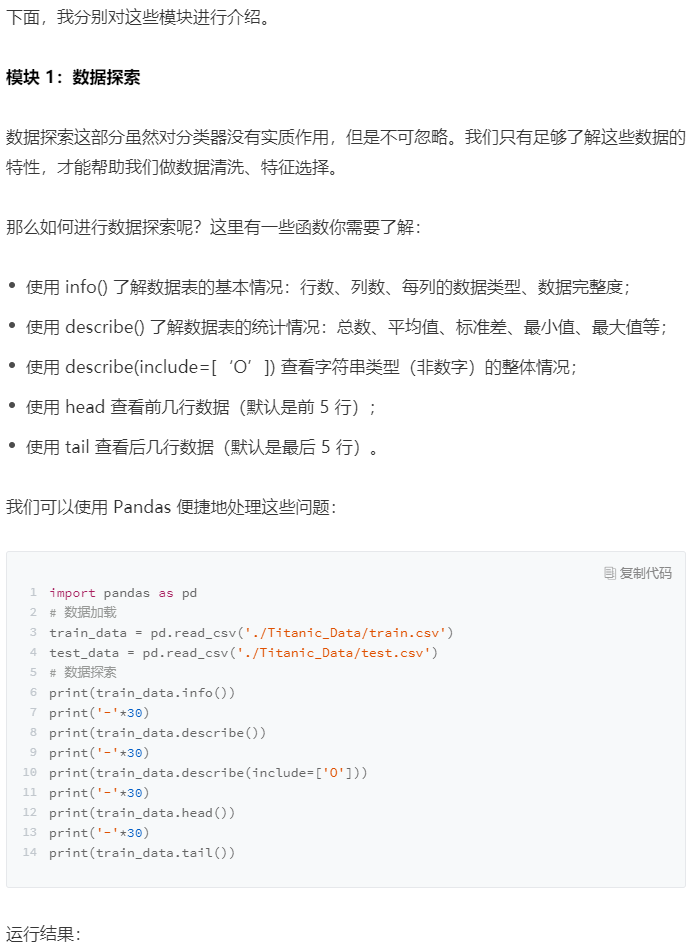 下面，我分别对这些模块进行介绍。
模块 1：数据探索
数据探索这部分虽然对分类器没有实质作用，但是不可忽略。我们只有足够了解这些数据的
特性，才能帮助我们做数据清洗、特征选择。
那么如何进行数据探索呢？这里有一些函数你需要了解：
• 使用 info() 了解数据表的基本情况：行数、列数、每列的数据类型、数据完整度；
• 使用 describe() 了解数据表的统计情况：总数、平均值、标准差、最小值、最大值等；
• 使用 describe(include=[‘O’]) 查看字符串类型（非数字）的整体情况；
• 使用 head 查看前几行数据（默认是前 5 行）；
• 使用 tail 查看后几行数据（默认是最后 5 行）。
我们可以使用 Pandas 便捷地处理这些问题：
复制代码
1 import pandas as pd
2 # 数据加载
3 train_data = pd.read_csv('./Titanic_Data/train.csv')
4 test_data = pd.read_csv('./Titanic_Data/test.csv')
5 # 数据探索
6 print(train_data.info())
7 print('-'*30)
8 print(train_data.describe())
9 print('-'*30)
10 print(train_data.describe(include=['O']))
11 print('-'*30)
12 print(train_data.head())
13 print('-'*30)
14 print(train_data.tail())
运行结果：